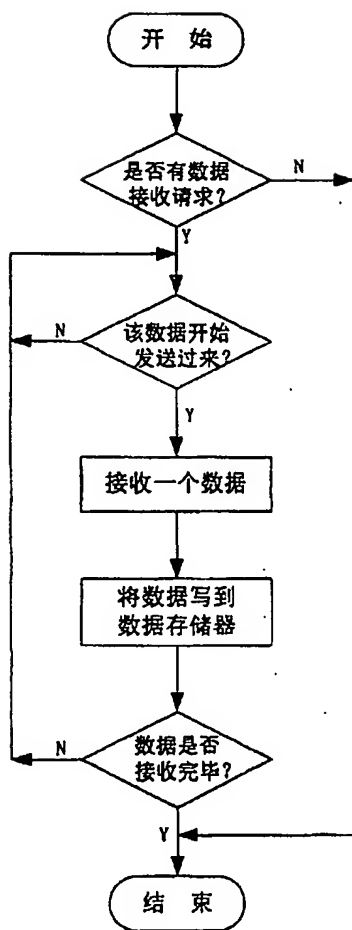 开 始
是否有数据
接收请求?
N
Y
该数据开始
发送过来?
N
Y
接收一个数据
将数据写到
数据存储器
数据是否
接收完毕?
N
Y
结 束